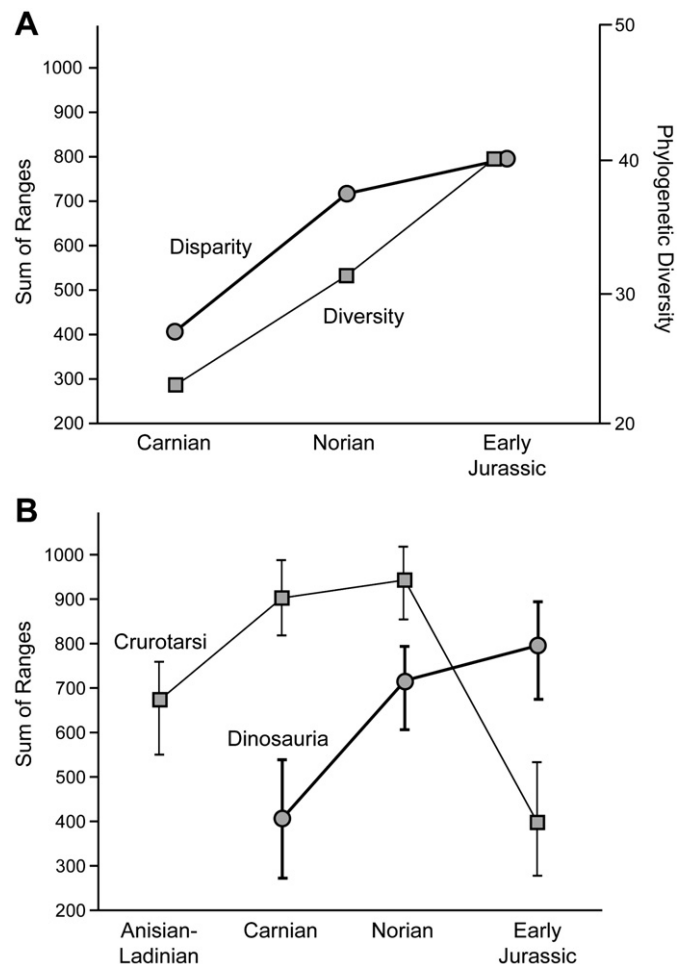 A
1000
900
800
700
600
500
400
300
200
Sum of Ranges
50
40
30
20
Phylogenetic Diversity
Disparity
Diversity
Carnian
Norian
Early
Jurassic
B
1000
900
800
700
600
500
400
300
200
Sum of Ranges
Crurotarsi
Dinosauria
Anisian-
Ladinian
Carnian
Norian
Early
Jurassic